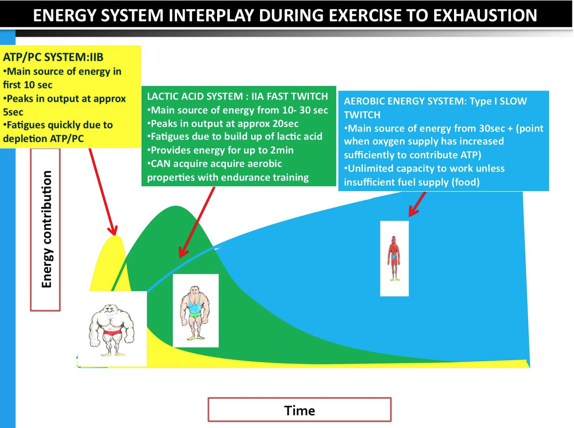 ENERGY SYSTEM INTERPLAY DURING EXERCISE TO EXHAUSTION
ATP/PC SYSTEM:IIB
•Main source of energy in
first 10 sec
•Peaks in output at approx
5sec
•Fatigues quickly due to
depletion ATP/PC
LACTIC ACID SYSTEM : IIA FAST TWITCH
•Main source of energy from 10- 30 sec
•Peaks in output at approx 20sec
•Fatigues due to build up of lactic acid
•Provides energy for up to 2min
•CAN acquire acquire aerobic
properties with endurance training
AEROBIC ENERGY SYSTEM: Type I SLOW
TWITCH
•Main source of energy from 30sec + (point
when oxygen supply has increased
sufficiently to contribute ATP)
•Unlimited capacity to work unless
insufficient fuel supply (food)
Energy contribution
Time